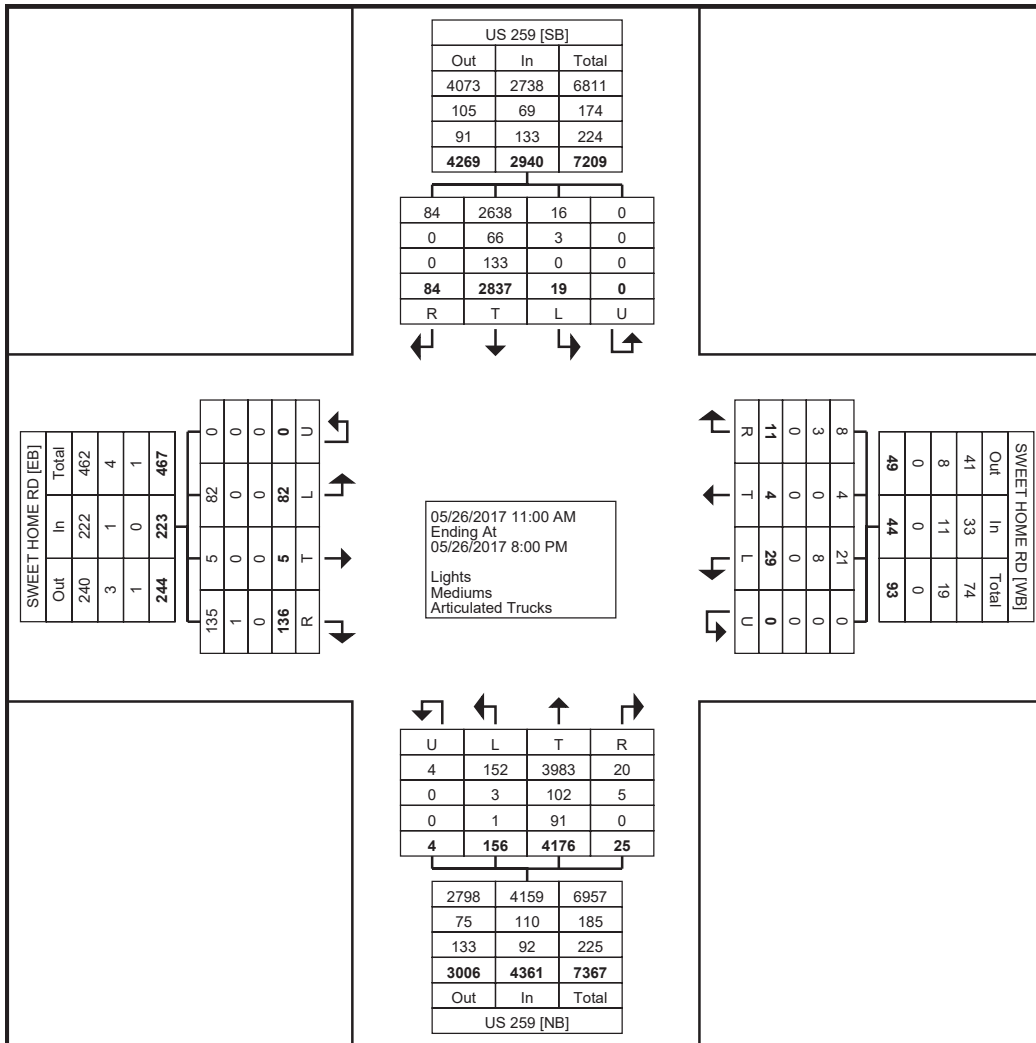 US 259 [SB]
Out In Total
4073 2738 6811
105 69 174
91 133 224
4269 2940 7209
84 2638 16 0
0 66 3 0
0 133 0 0
84 2837 19 0
R T L U
SWEET HOME RD [EB]
Total In Out
462 222 240
4 1 3
1 0 1
467 223 244
0 82 5 135
0 0 0 1
0 0 0 0
0 82 5 136
U L T R
05/26/2017 11:00 AM
Ending At
05/26/2017 8:00 PM
Lights
Mediums
Articulated Trucks
SWEET HOME RD [WB]
Out In Total
41 33 74
8 11 19
0 0 0
49 44 93
8 4 21 0
3 0 8 0
0 0 0 0
11 4 29 0
R T L U
U L T R
4 152 3983 20
0 3 102 5
0 1 91 0
4 156 4176 25
2798 4159 6957
75 110 185
133 92 225
3006 4361 7367
Out In Total
US 259 [NB]